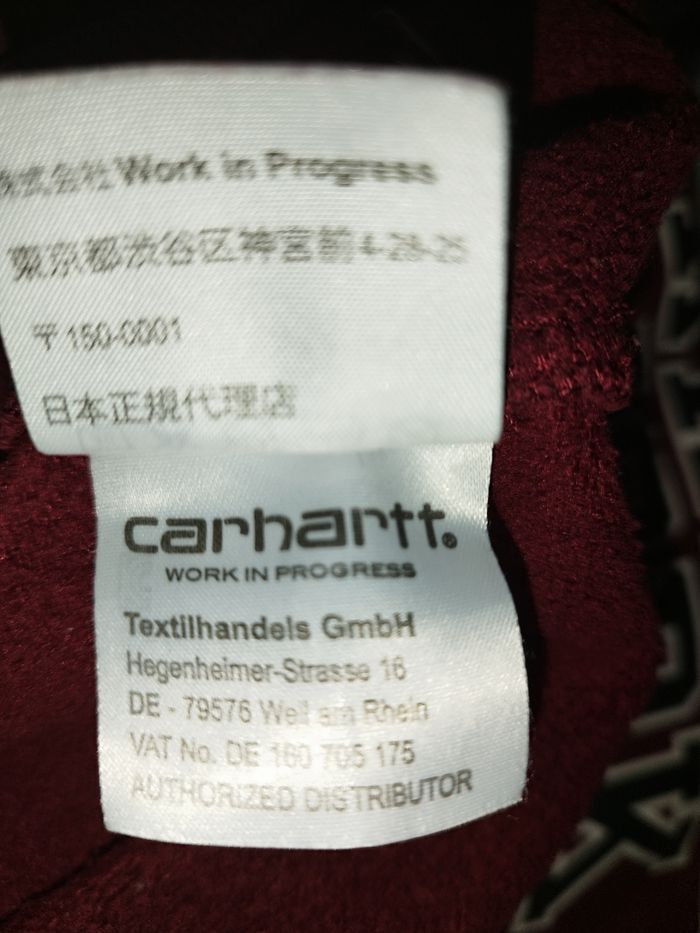 株式会社Work in Progress
東京都渋谷区神宮前4-28-25
〒150-0001
日本正規代理店
carhartt®
WORK IN PROGRESS
Textilhandels GmbH
Hegenheimer-Strasse 16
DE - 79576 Weil am Rhein
VAT No. DE 160 705 175
AUTHORIZED DISTRIBUTOR